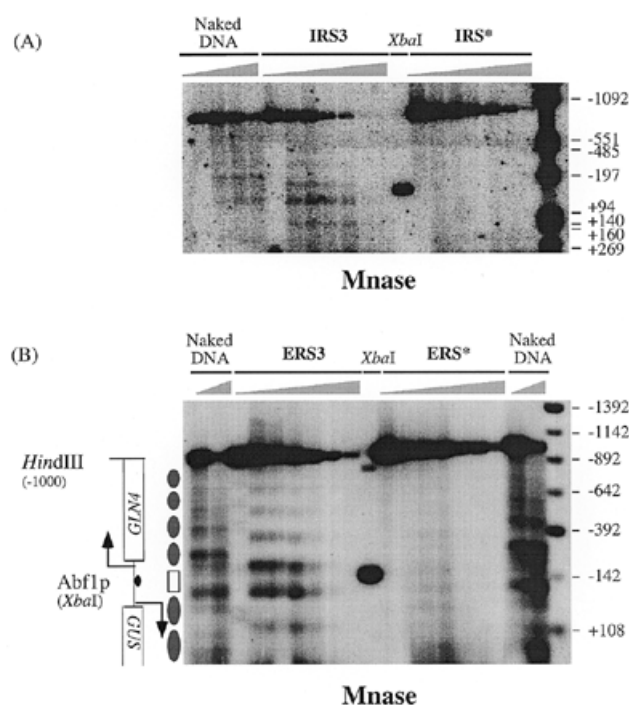 (A)
Naked DNA
IRS3
XbaI
IRS*
-1092
-551
-485
-197
+94
+140
+160
+269
Mnase
(B)
Naked DNA
ERS3
XbaI
ERS*
Naked DNA
-1392
-1142
-892
-642
-392
-142
+108
HindIII
(-1000)
GLN4
Abf1p
(XbaI)
GUS
Mnase